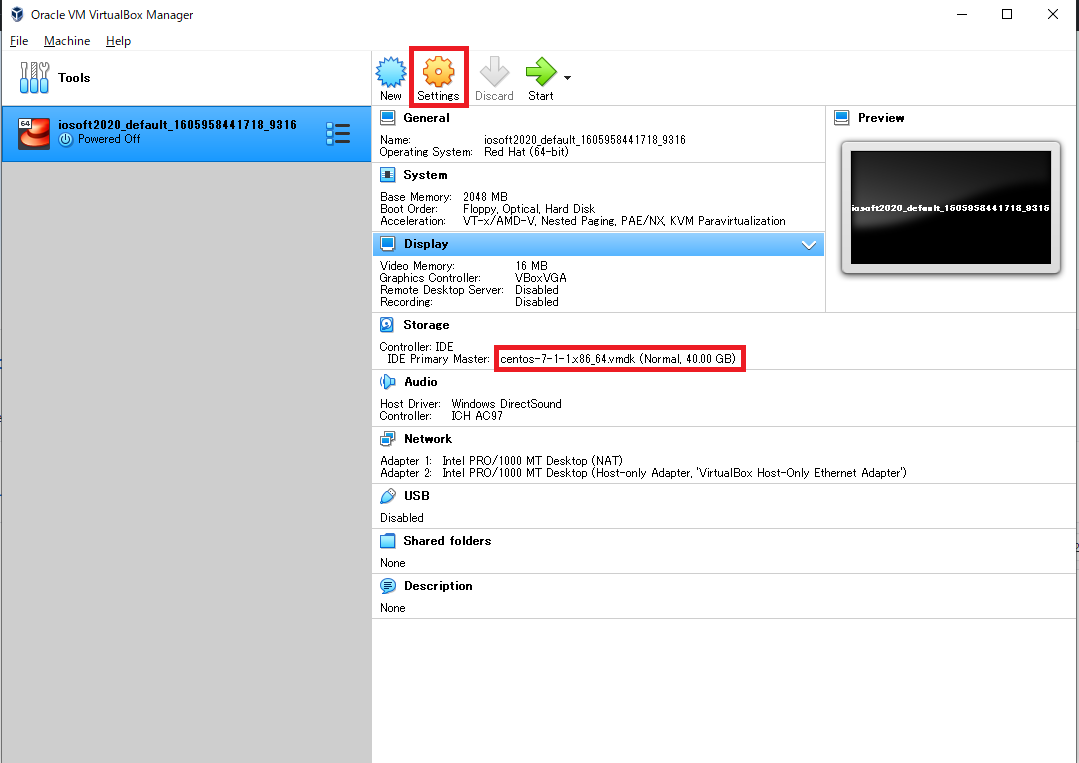 Oracle VM VirtualBox Manager
File Machine Help
Tools
New Settings Discard Start
64
iosoft2020_default_1605958441718_9316
Powered Off
General
Name: iosoft2020_default_1605958441718_9316
Operating System: Red Hat (64-bit)
System
Base Memory: 2048 MB
Boot Order: Floppy, Optical, Hard Disk
Acceleration: VT-x/AMD-V, Nested Paging, PAE/NX, KVM Paravirtualization
Display
Video Memory: 16 MB
Graphics Controller: VBoxVGA
Remote Desktop Server: Disabled
Recording: Disabled
Storage
Controller: IDE
IDE Primary Master: centos-7-1-1.x86_64.vmdk (Normal, 40.00 GB)
Audio
Host Driver: Windows DirectSound
Controller: ICH AC97
Network
Adapter 1: Intel PRO/1000 MT Desktop (NAT)
Adapter 2: Intel PRO/1000 MT Desktop (Host-only Adapter, 'VirtualBox Host-Only Ethernet Adapter')
USB
Disabled
Shared folders
None
Description
None
Preview
iosoft2020_default_1605958441718_9316